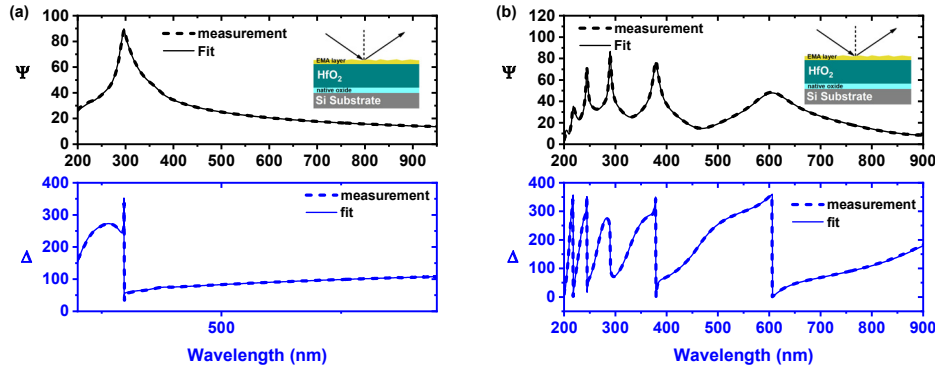 (a)
100
80
60
40
20
0
Ψ
measurement
Fit
EMA layer
HfO2
native oxide
Si Substrate
200 300 400 500 600 700 800 900
400
300
200
100
0
Δ
measurement
fit
500
Wavelength (nm)
(b)
120
100
80
60
40
20
0
Ψ
measurement
Fit
EMA layer
HfO2
native oxide
Si Substrate
200 300 400 500 600 700 800 900
400
300
200
100
0
Δ
measurement
fit
200 300 400 500 600 700 800 900
Wavelength (nm)